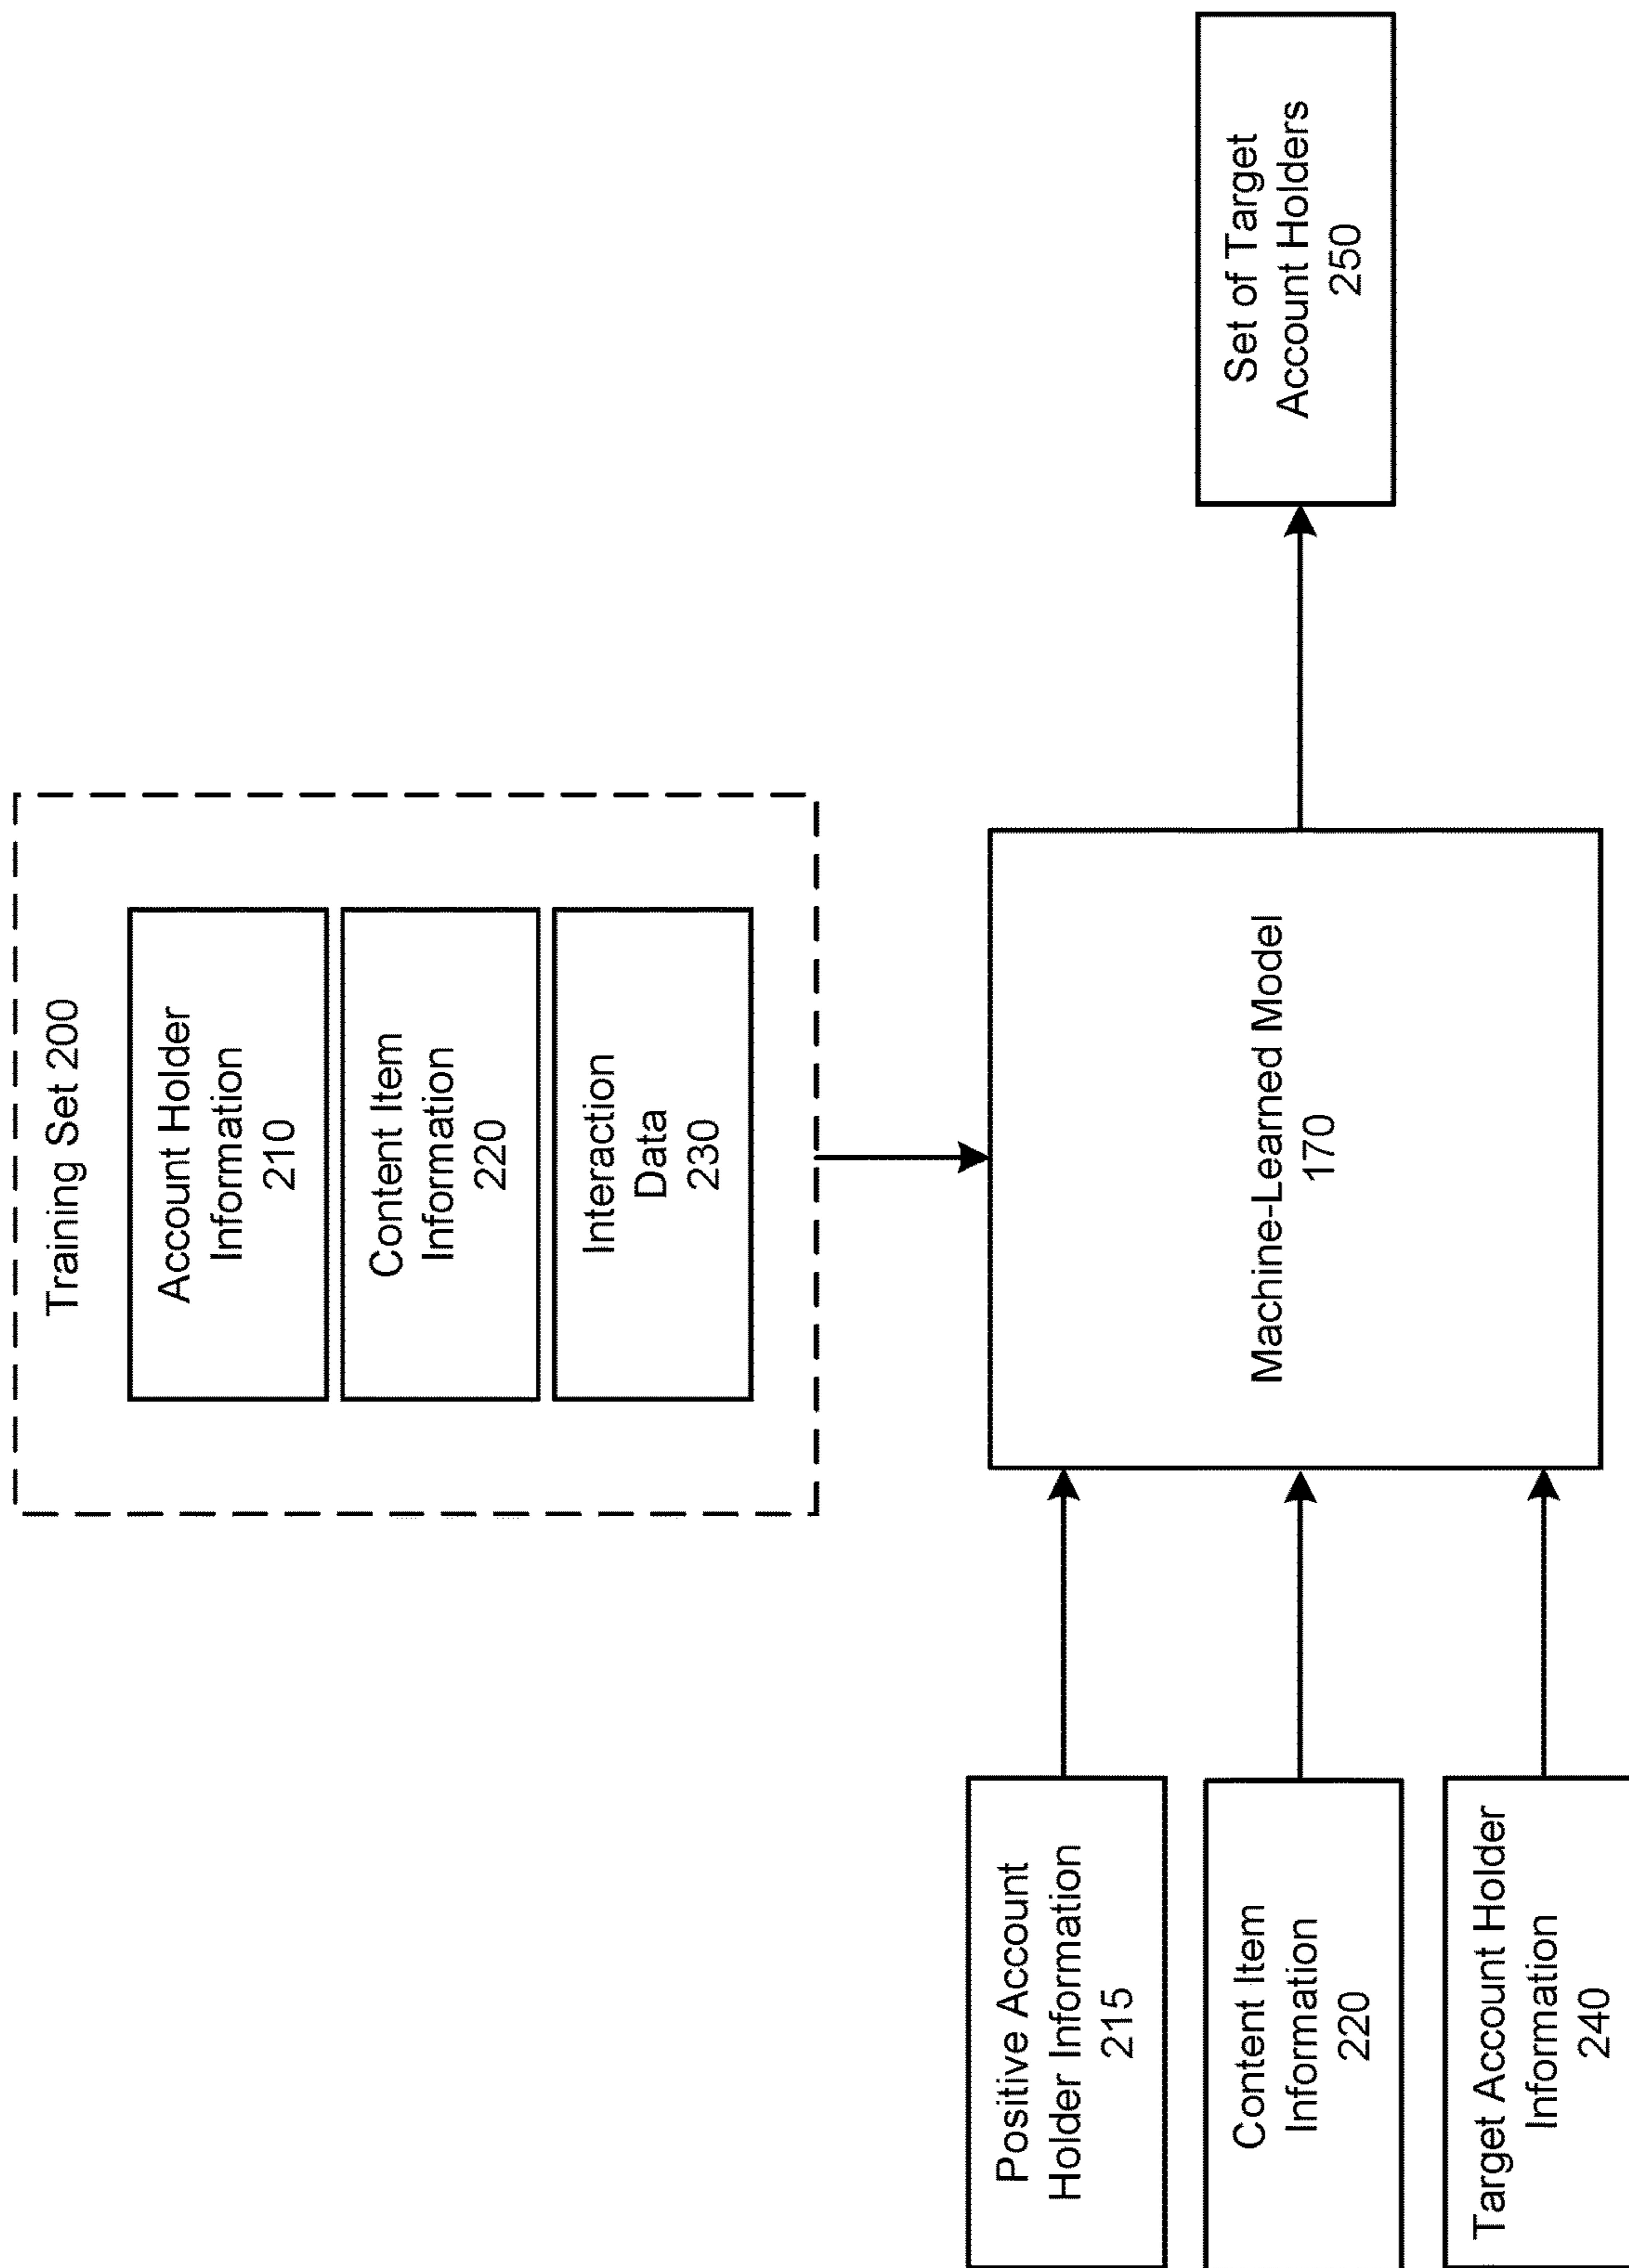 Training Set 200
Account Holder
Information
210
Content Item
Information
220
Interaction
Data
230
Positive Account
Holder Information
215
Content Item
Information
220
Target Account Holder
Information
240
Machine-Learned Model
170
Set of Target
Account Holders
250